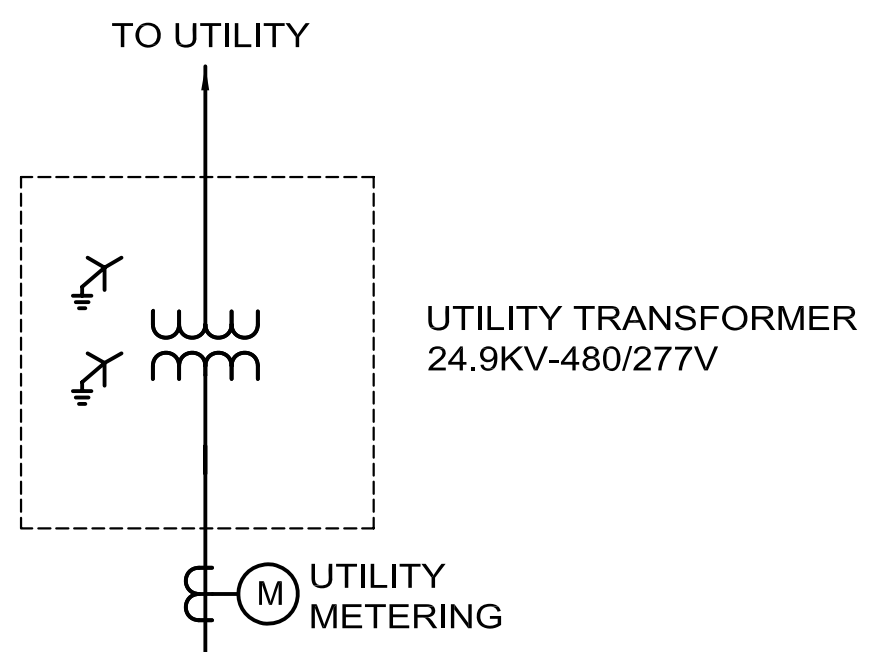 TO UTILITY
UTILITY TRANSFORMER
24.9KV-480/277V
M
UTILITY
METERING